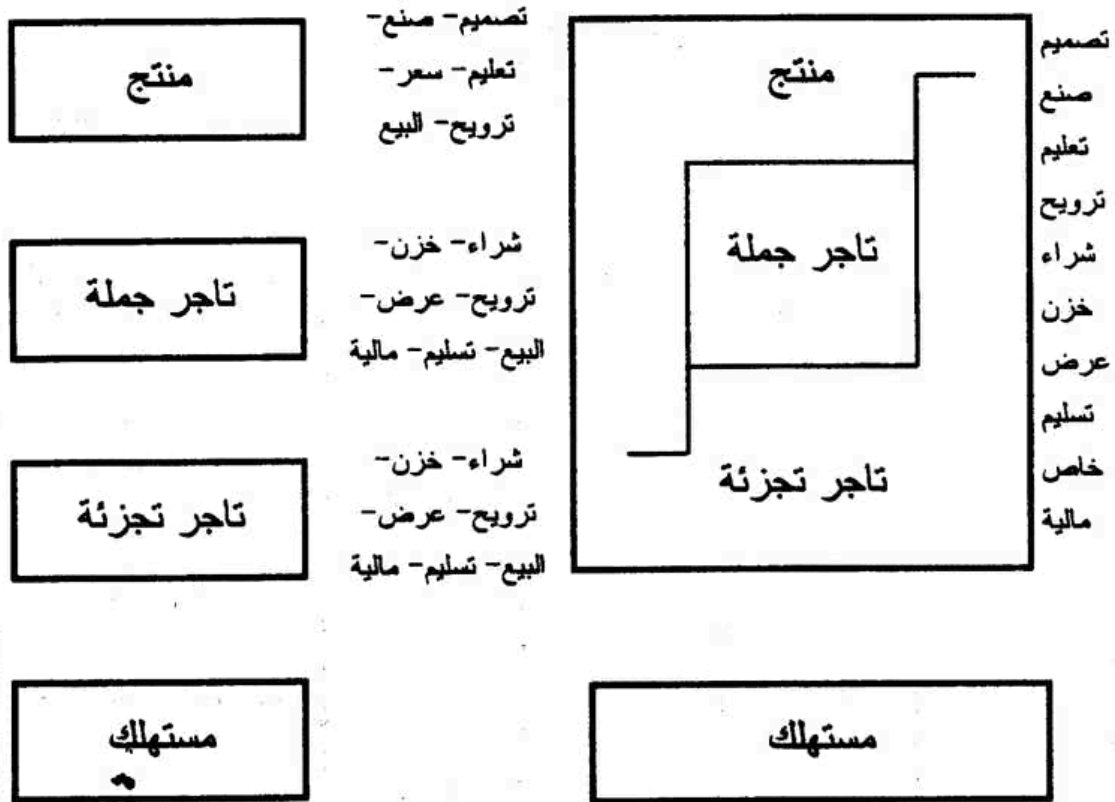 تصميم
صنع
تعليم
ترويح
شراء
خزن
عرض
تسليم
خاص
مالية
منتج
تاجر جملة
تاجر تجزئة
مستهلك
تصميم- صنع-
تعليم- سعر-
ترويح- البيع
منتج
شراء- خزن-
ترويح- عرض-
البيع- تسليم- مالية
تاجر جملة
شراء- خزن-
ترويح- عرض-
البيع- تسليم- مالية
تاجر تجزئة
مستهلك